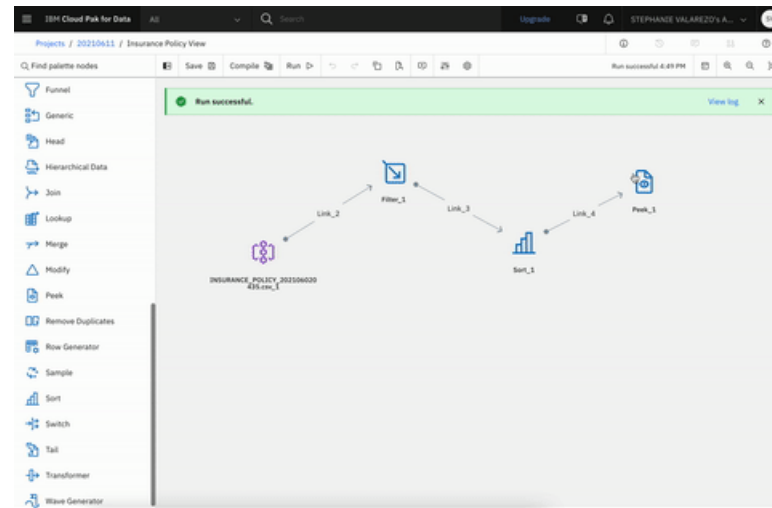 IBM Cloud Pak for Data All Search Upgrade STEPHANIE VALAREZO's A...
Projects / 20210611 / Insurance Policy View
Find palette nodes Save Compile Run Run successful 4:49 PM
Funnel
Run successful. View log
Generic
Head
Hierarchical Data
Join
Lookup
Merge
Modify
Peek
Remove Duplicates
Row Generator
Sample
Sort
Switch
Tail
Transformer
Wave Generator
Filter_1
Link_2
Link_3
Link_4
Peek_1
INSURANCE_POLICY_202106020
435.csv_1
Sort_1